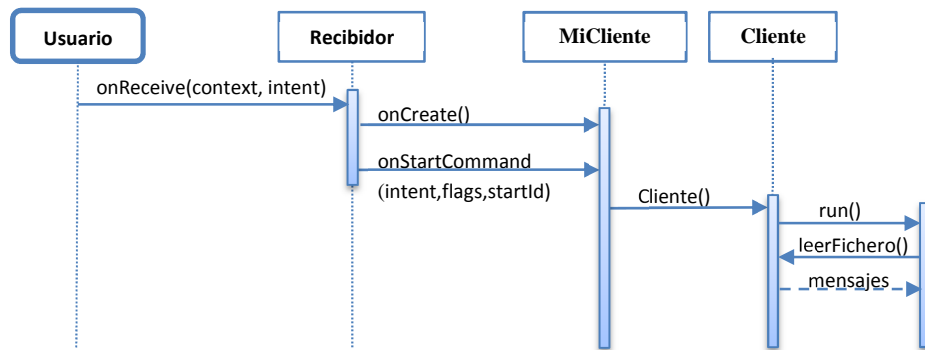 Usuario
Recibidor
MiCliente
Cliente
onReceive(context, intent)
onCreate()
onStartCommand
(intent,flags,startId)
Cliente()
run()
leerFichero()
mensajes